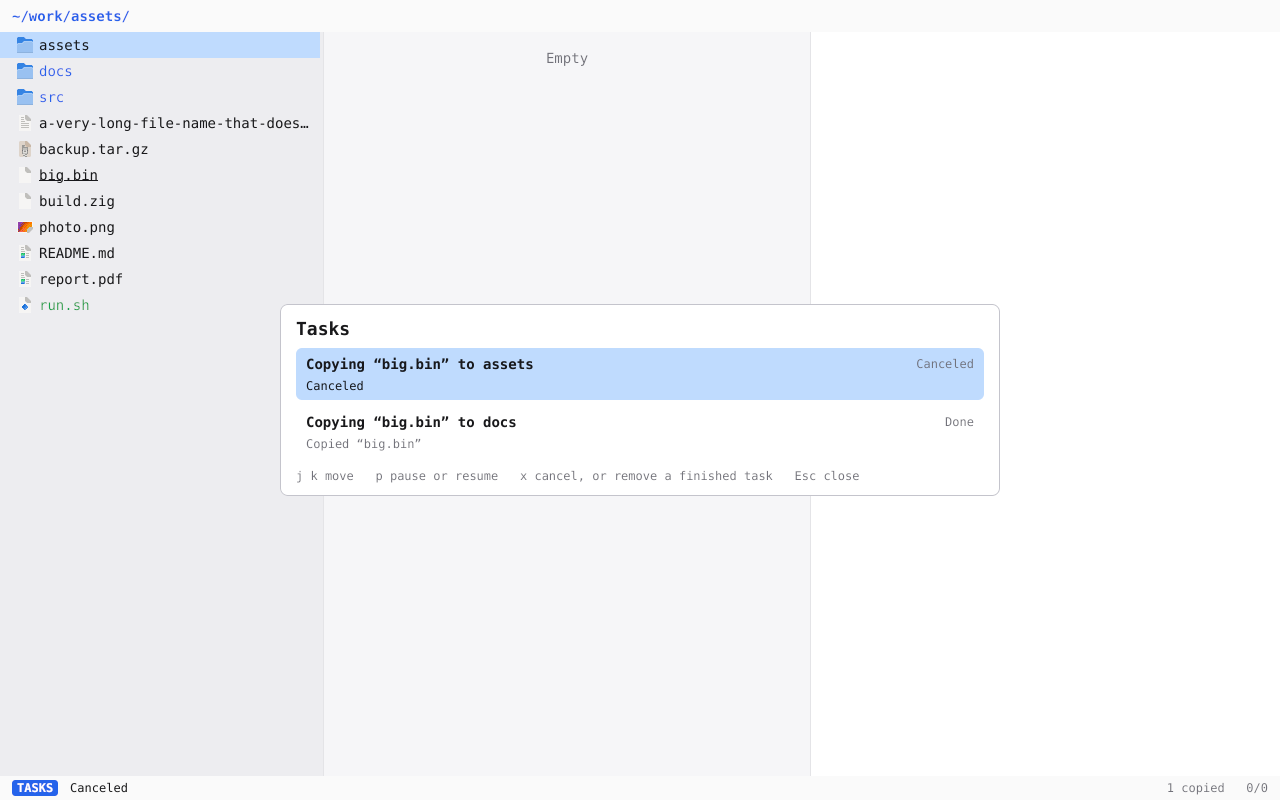 ~/work/assets/
assets
docs
src
a-very-long-file-name-that-does…
backup.tar.gz
big.bin
build.zig
photo.png
README.md
report.pdf
run.sh
Empty
Tasks
Copying “big.bin” to assets Canceled
Canceled
Copying “big.bin” to docs Done
Copied “big.bin”
j k move p pause or resume x cancel, or remove a finished task Esc close
TASKS Canceled 1 copied 0/0